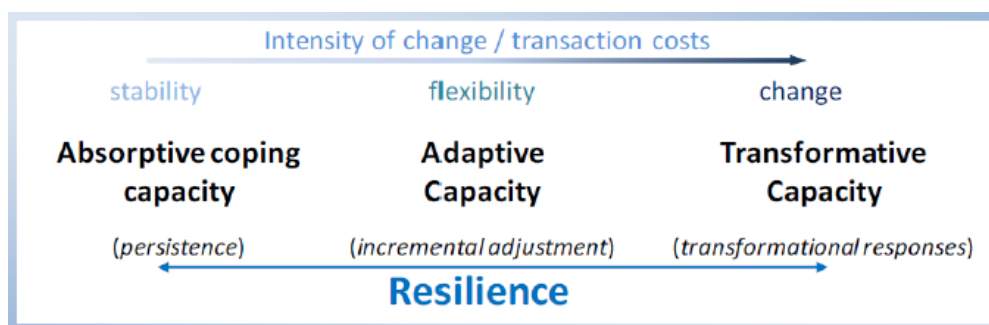 Intensity of change / transaction costs
stability flexibility change
Absorptive coping capacity
Adaptive Capacity
Transformative Capacity
(persistence) (incremental adjustment) (transformational responses)
Resilience